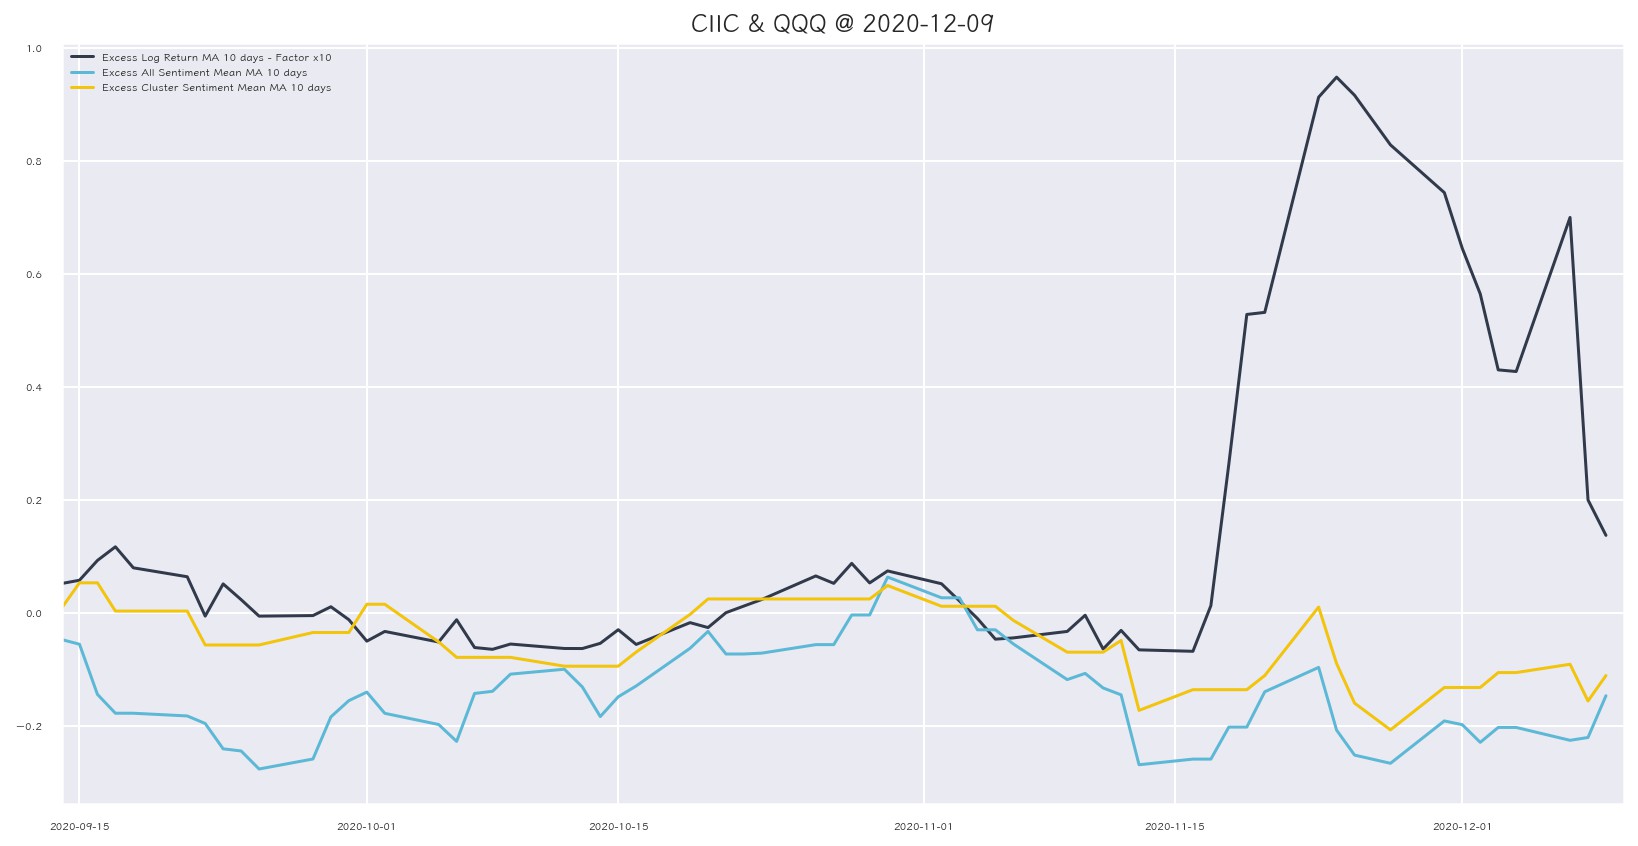 CIIC & QQQ @ 2020-12-09
Excess Log Return MA 10 days - Factor x10
Excess All Sentiment Mean MA 10 days
Excess Cluster Sentiment Mean MA 10 days
1.0
0.8
0.6
0.4
0.2
0.0
−0.2
2020-09-15 2020-10-01 2020-10-15 2020-11-01 2020-11-15 2020-12-01